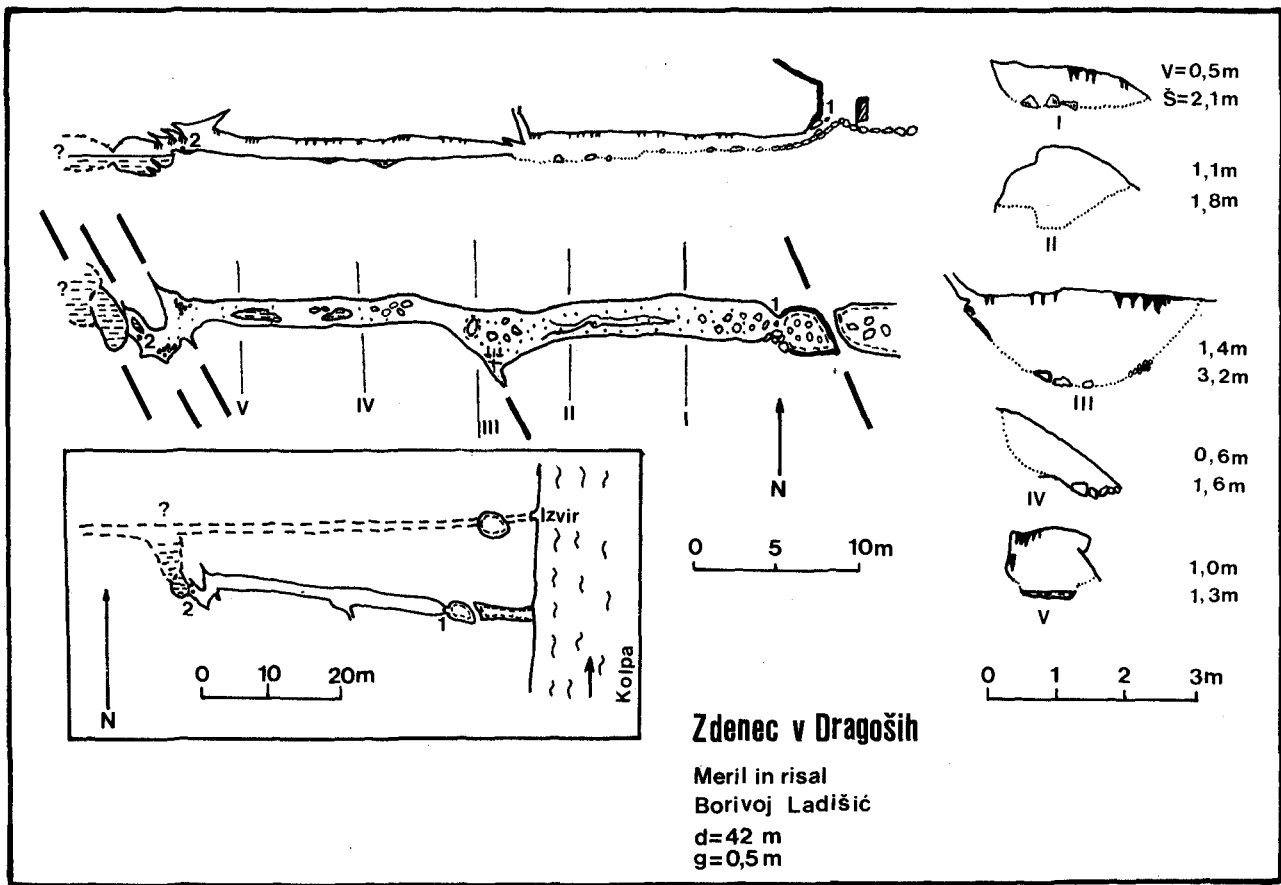 1
2
?
V=0,5m
Š=2,1m
I
1,1m
1,8m
II
?
1
2
V
IV
III
II
I
N
1,4m
3,2m
III
0,6m
1,6m
IV
1,0m
1,3m
V
0 5 10m
0 1 2 3m
?
Izvir
2
1
0 10 20m
N
Kolpa
Zdenec v Dragoših
Meril in risal
Borivoj Ladišić
d=42 m
g=0,5 m